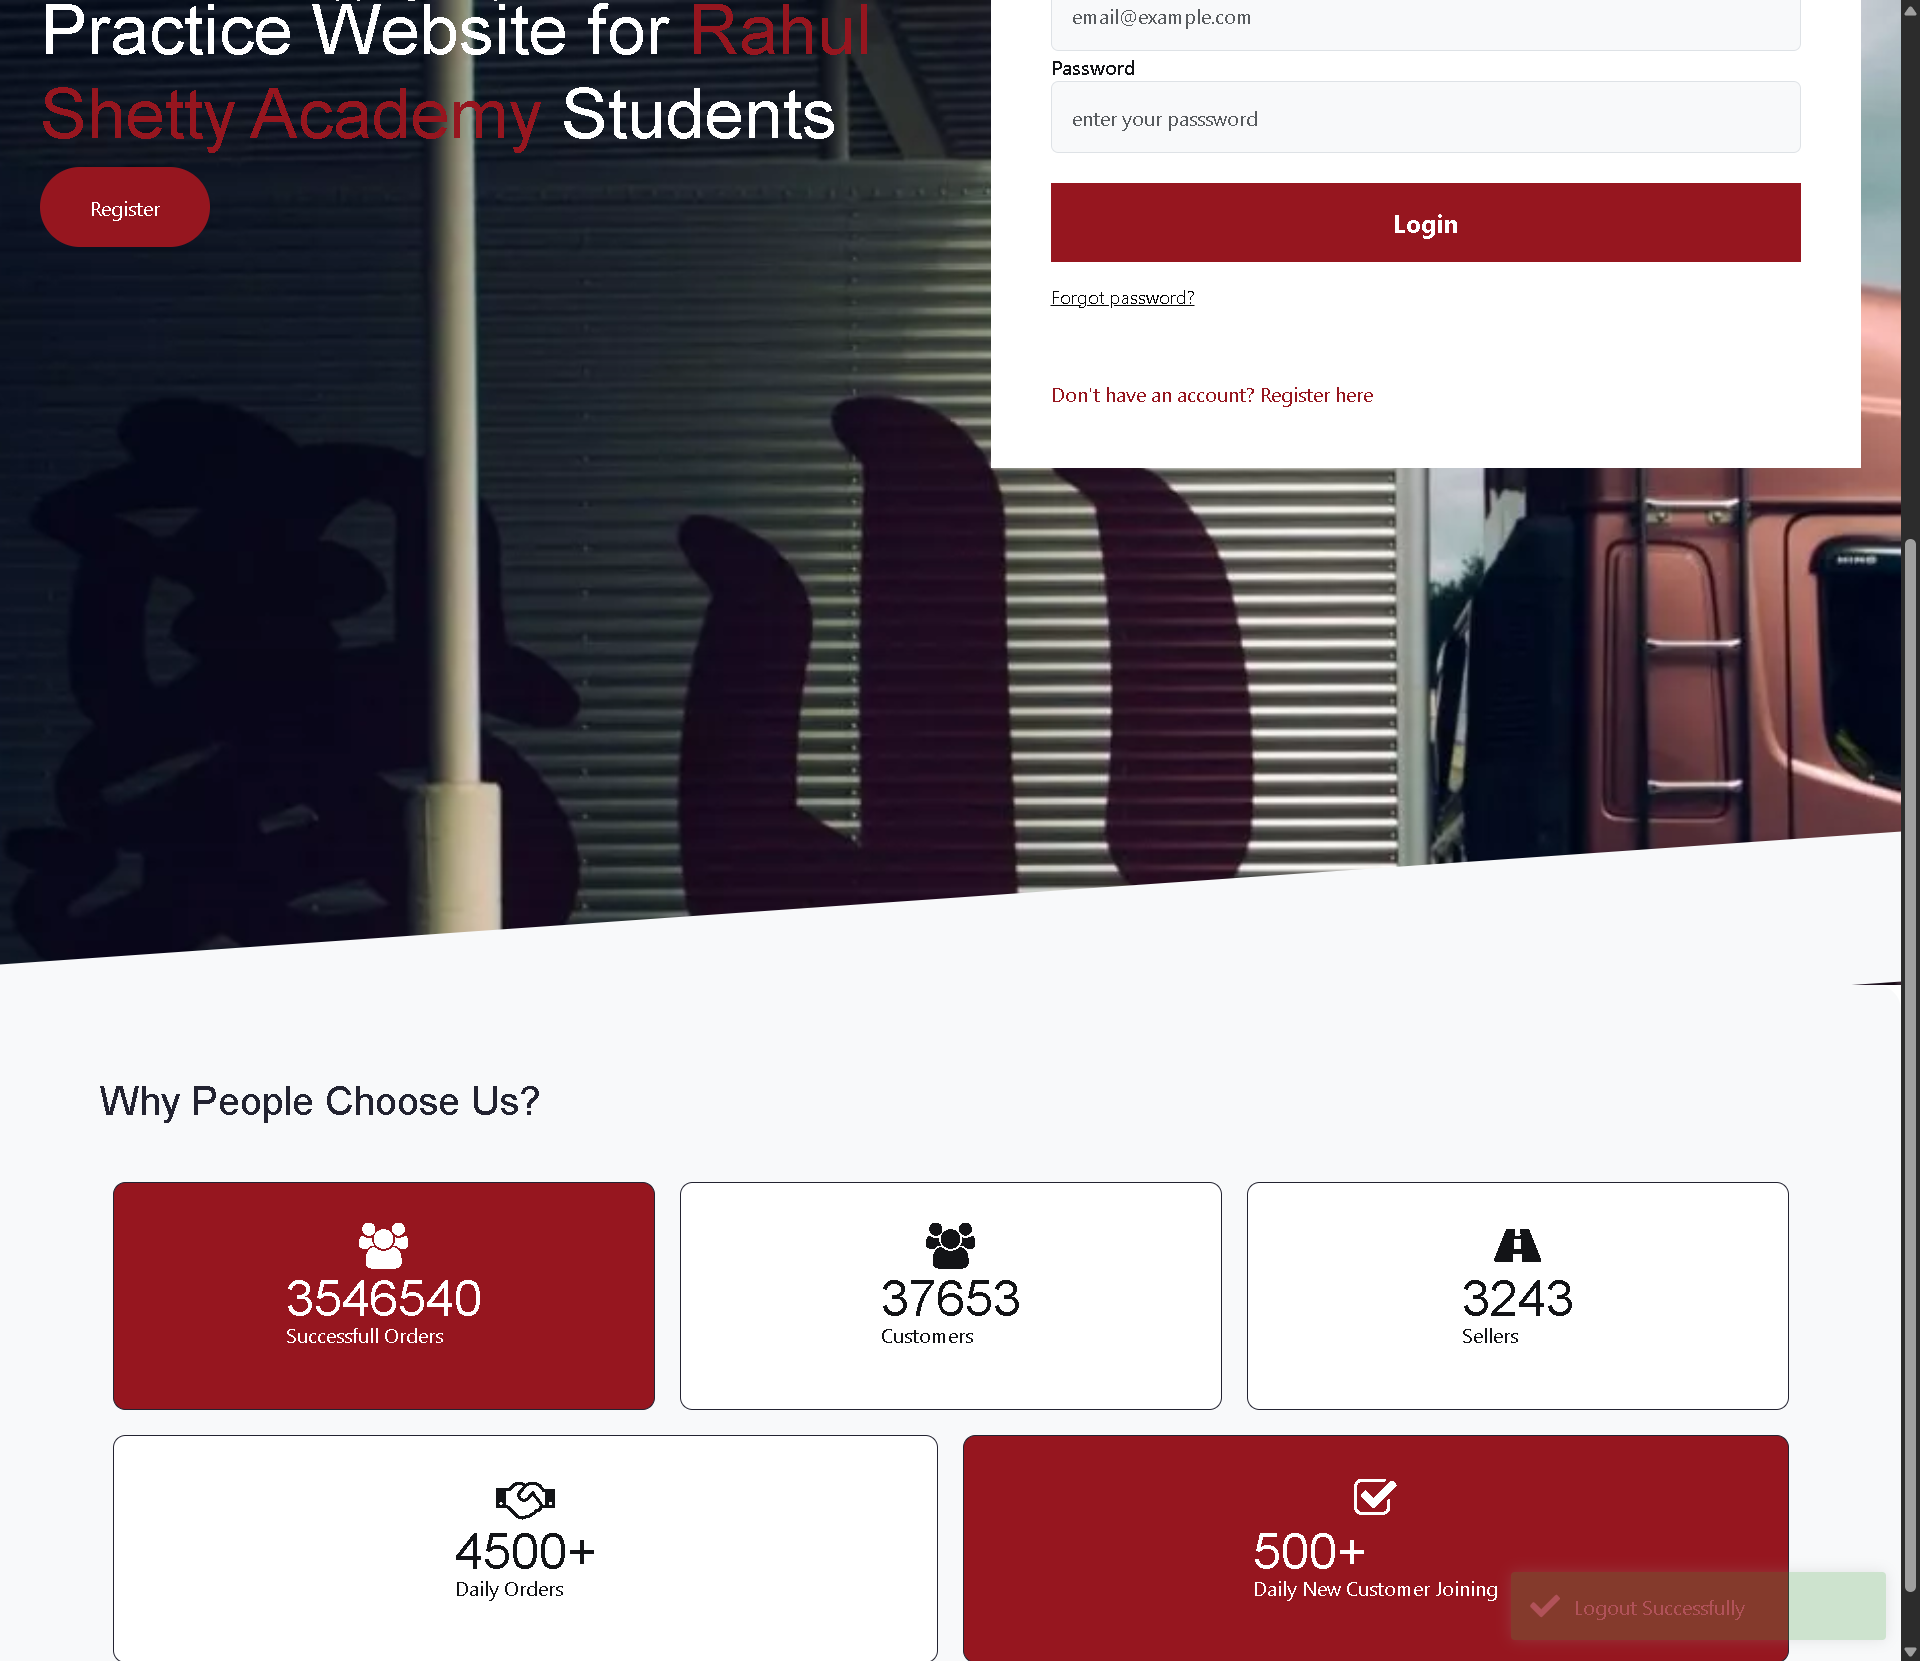 Practice Website for Rahul
Shetty Academy Students
Register
email@example.com
Password
enter your passsword
Login
Forgot password?
Don't have an account? Register here
HINO
Why People Choose Us?
3546540
Successfull Orders
37653
Customers
3243
Sellers
4500+
Daily Orders
500+
Daily New Customer Joining
Logout Successfully